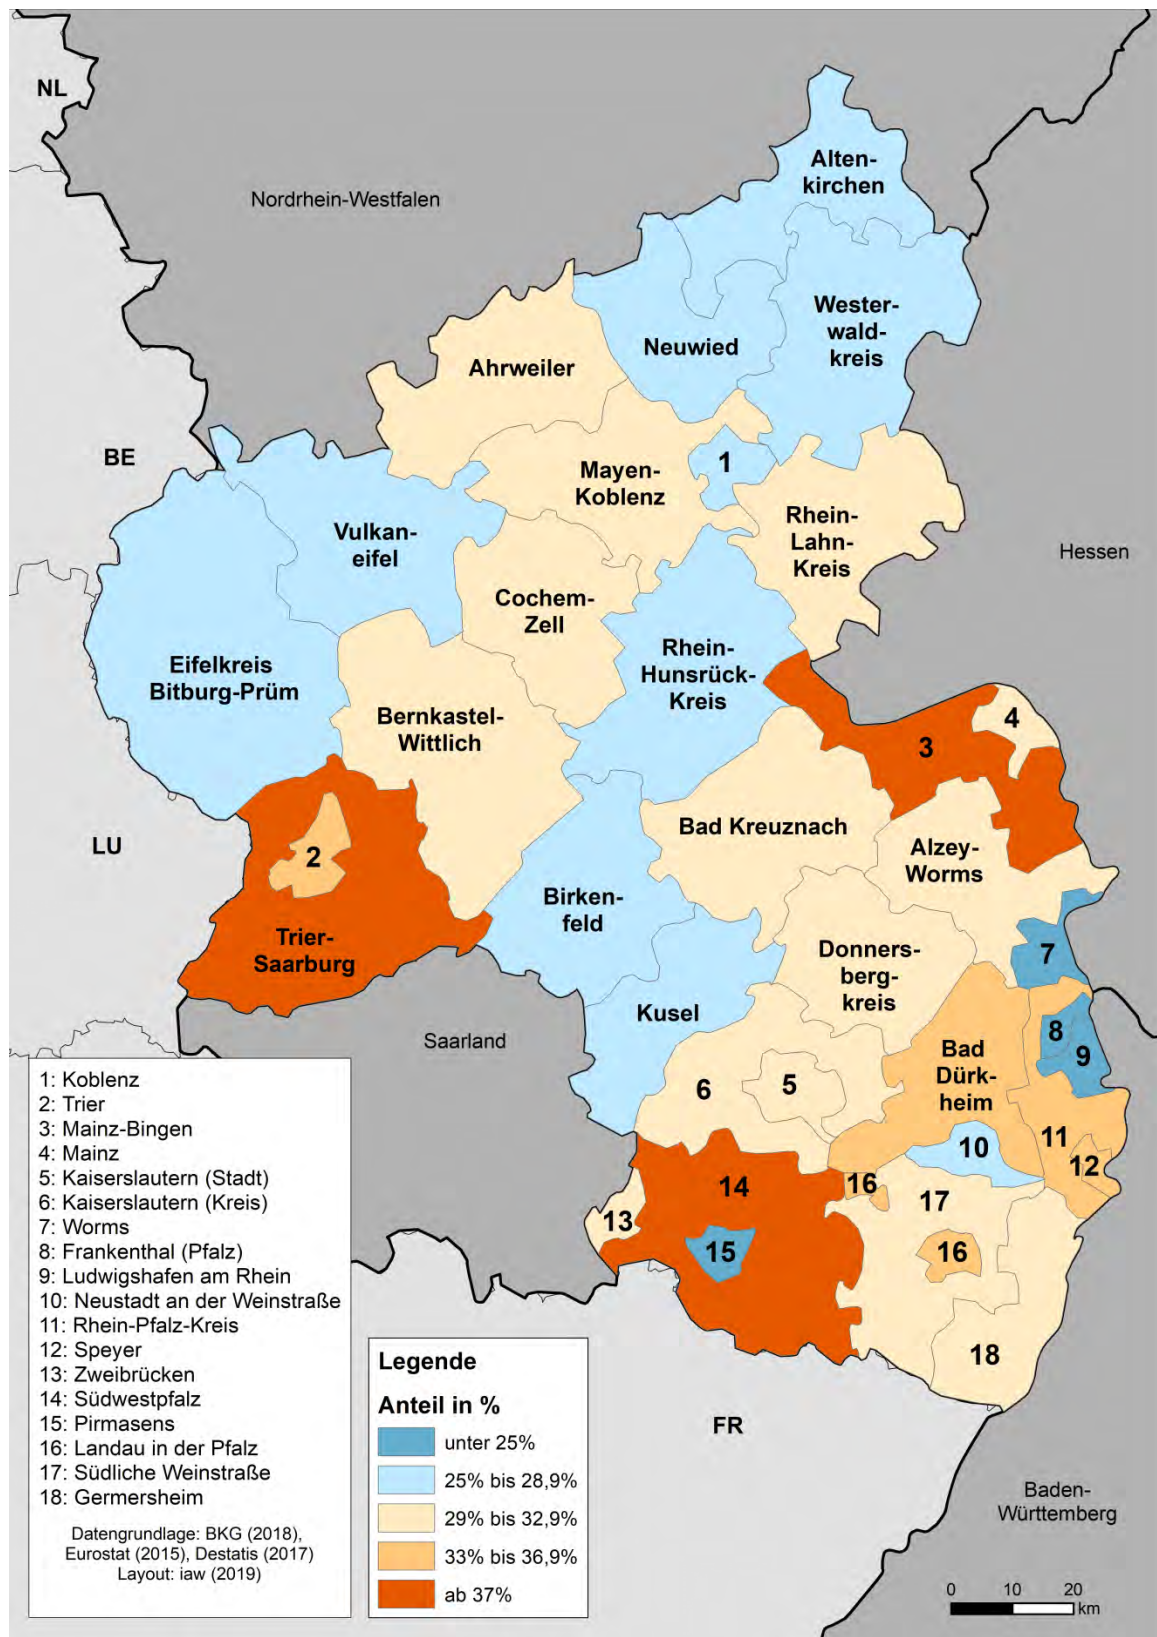 NL
Nordrhein-Westfalen
Alten-
kirchen
Wester-
wald-
kreis
Neuwied
Ahrweiler
BE
Mayen-
Koblenz
1
Rhein-
Lahn-
Kreis
Hessen
Vulkan-
eifel
Cochem-
Zell
Eifelkreis
Bitburg-Prüm
Rhein-
Hunsrück-
Kreis
Bernkastel-
Wittlich
3
4
LU
2
Bad Kreuznach
Alzey-
Worms
Trier-
Saarburg
Birken-
feld
Donners-
berg-
kreis
7
Kusel
Saarland
8
9
Bad
Dürk-
heim
6
5
10
11
12
14
16
17
13
15
16
18
1: Koblenz
2: Trier
3: Mainz-Bingen
4: Mainz
5: Kaiserslautern (Stadt)
6: Kaiserslautern (Kreis)
7: Worms
8: Frankenthal (Pfalz)
9: Ludwigshafen am Rhein
10: Neustadt an der Weinstraße
11: Rhein-Pfalz-Kreis
12: Speyer
13: Zweibrücken
14: Südwestpfalz
15: Pirmasens
16: Landau in der Pfalz
17: Südliche Weinstraße
18: Germersheim
Datengrundlage: BKG (2018),
Eurostat (2015), Destatis (2017)
Layout: iaw (2019)
Legende
Anteil in %
unter 25%
25% bis 28,9%
29% bis 32,9%
33% bis 36,9%
ab 37%
FR
Baden-
Württemberg
0 10 20
km